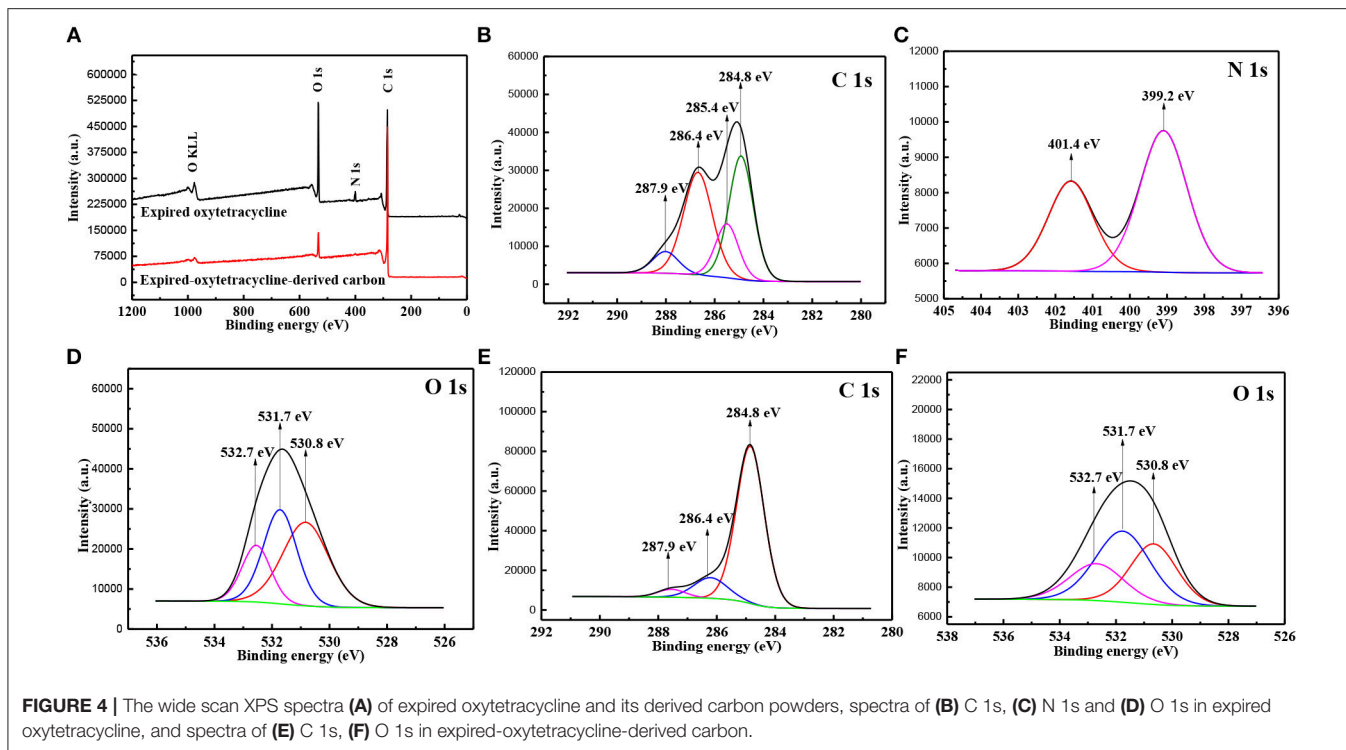 A
Intensity (a.u.)
600000
525000
450000
375000
300000
225000
150000
75000
0
O KLL
O 1s
N 1s
C 1s
Expired oxytetracycline
Expired-oxytetracycline-derived carbon
1200 1000 800 600 400 200 0
Binding energy (eV)
B
Intensity (a.u.)
60000
50000
40000
30000
20000
10000
0
C 1s
284.8 eV
285.4 eV
286.4 eV
287.9 eV
292 290 288 286 284 282 280
Binding energy (eV)
C
Intensity (a.u.)
12000
11000
10000
9000
8000
7000
6000
5000
N 1s
399.2 eV
401.4 eV
405 404 403 402 401 400 399 398 397 396
Binding energy (eV)
D
Intensity (a.u.)
60000
50000
40000
30000
20000
10000
0
O 1s
531.7 eV
532.7 eV
530.8 eV
536 534 532 530 528 526
Binding energy (eV)
E
Intensity (a.u.)
120000
100000
80000
60000
40000
20000
0
C 1s
284.8 eV
286.4 eV
287.9 eV
292 290 288 286 284 282 280
Binding energy (eV)
F
Intensity (a.u.)
22000
20000
18000
16000
14000
12000
10000
8000
6000
O 1s
531.7 eV
532.7 eV
530.8 eV
538 536 534 532 530 528 526
Binding energy (eV)
FIGURE 4 | The wide scan XPS spectra (A) of expired oxytetracycline and its derived carbon powders, spectra of (B) C 1s, (C) N 1s and (D) O 1s in expired
oxytetracycline, and spectra of (E) C 1s, (F) O 1s in expired-oxytetracycline-derived carbon.